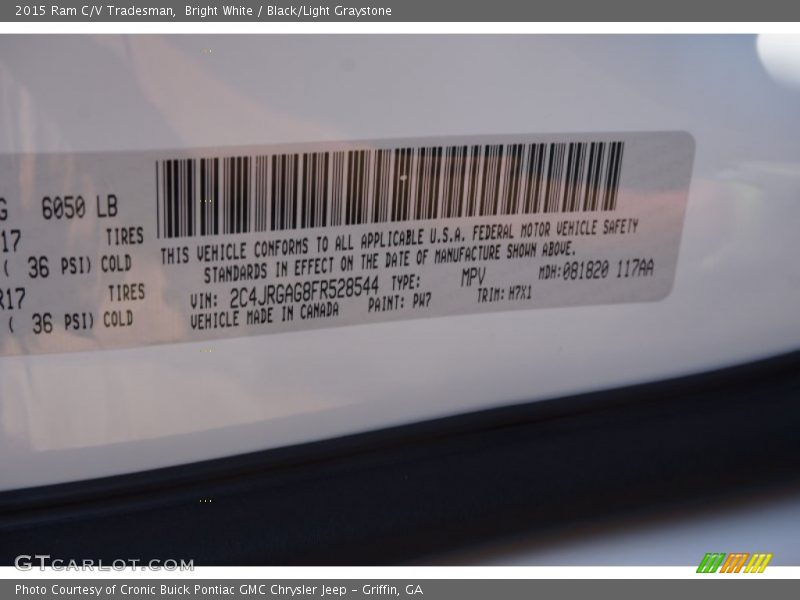 2015 Ram C/V Tradesman, Bright White / Black/Light Graystone
G 6050 LB
17 TIRES
( 36 PSI) COLD
R17 TIRES
( 36 PSI) COLD
THIS VEHICLE CONFORMS TO ALL APPLICABLE U.S.A. FEDERAL MOTOR VEHICLE SAFETY
STANDARDS IN EFFECT ON THE DATE OF MANUFACTURE SHOWN ABOVE.
VIN: 2C4JRGAG8FR528544 TYPE: MPV MDH:081820 117AA
VEHICLE MADE IN CANADA PAINT: PW7 TRIM: H7X1
GTCARLOT.COM
Photo Courtesy of Cronic Buick Pontiac GMC Chrysler Jeep - Griffin, GA